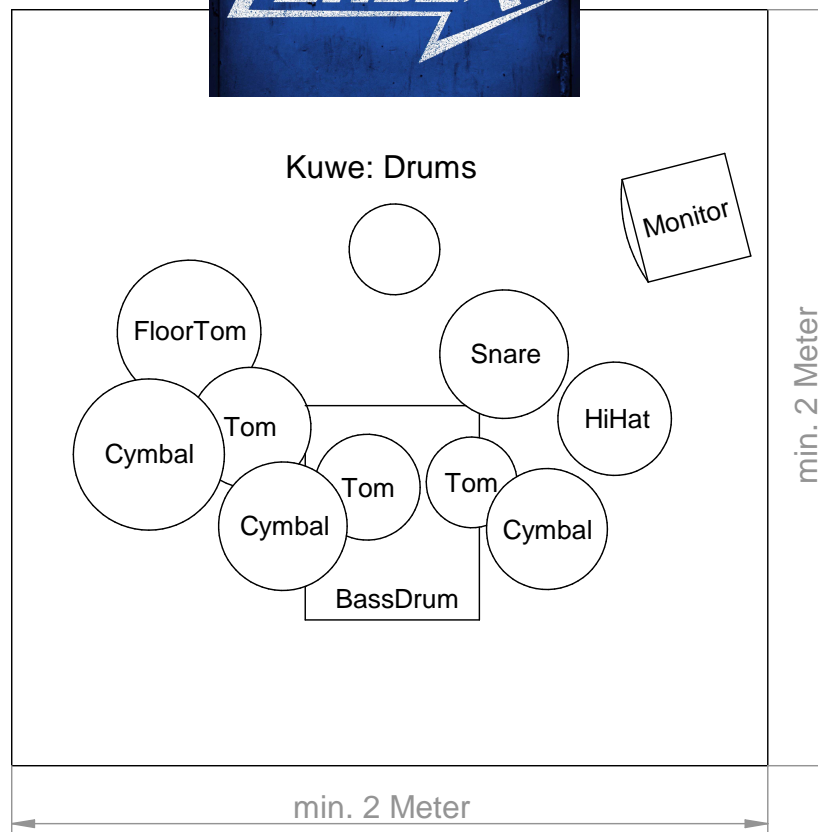 Kuwe: Drums
Monitor
FloorTom
Snare
HiHat
Tom
Cymbal
Tom
Tom
Cymbal
Cymbal
BassDrum
min. 2 Meter
min. 2 Meter